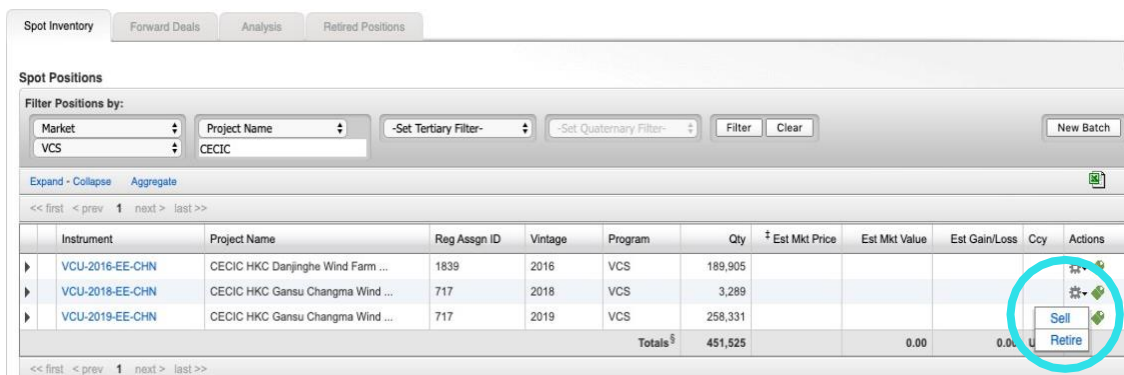 Spot Inventory Forward Deals Analysis Retired Positions
Spot Positions
Filter Positions by:
Market Project Name -Set Tertiary Filter- -Set Quaternary Filter- Filter Clear New Batch
VCS CECIC
Expand - Collapse Aggregate
<< first < prev 1 next > last >>
Instrument Project Name Reg Assgn ID Vintage Program Qty ‡ Est Mkt Price Est Mkt Value Est Gain/Loss Ccy Actions
VCU-2016-EE-CHN CECIC HKC Danjinghe Wind Farm ... 1839 2016 VCS 189,905
VCU-2018-EE-CHN CECIC HKC Gansu Changma Wind ... 717 2018 VCS 3,289
VCU-2019-EE-CHN CECIC HKC Gansu Changma Wind ... 717 2019 VCS 258,331 Sell
Totals § 451,525 0.00 0.00 Retire
<< first < prev 1 next > last >>